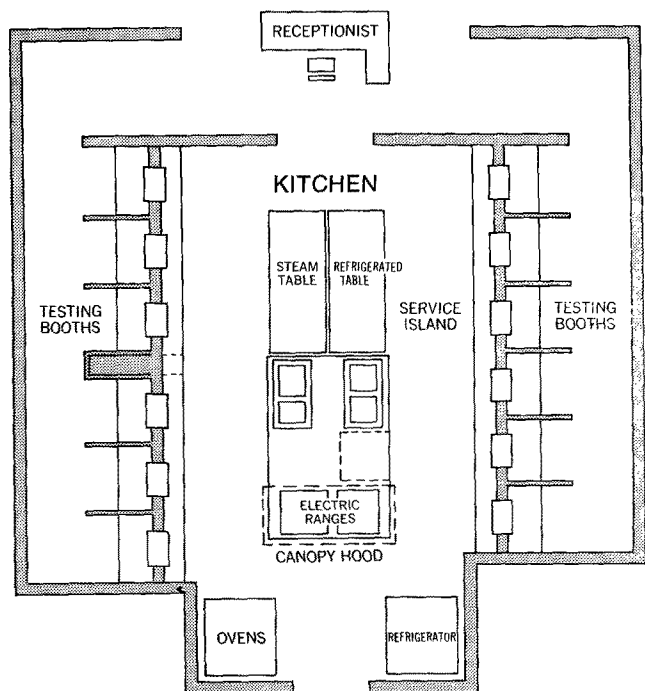 RECEPTIONIST
KITCHEN
STEAM
TABLE
REFRIGERATED
TABLE
TESTING
BOOTHS
SERVICE
ISLAND
TESTING
BOOTHS
ELECTRIC
RANGES
CANOPY HOOD
OVENS
REFRIGERATOR